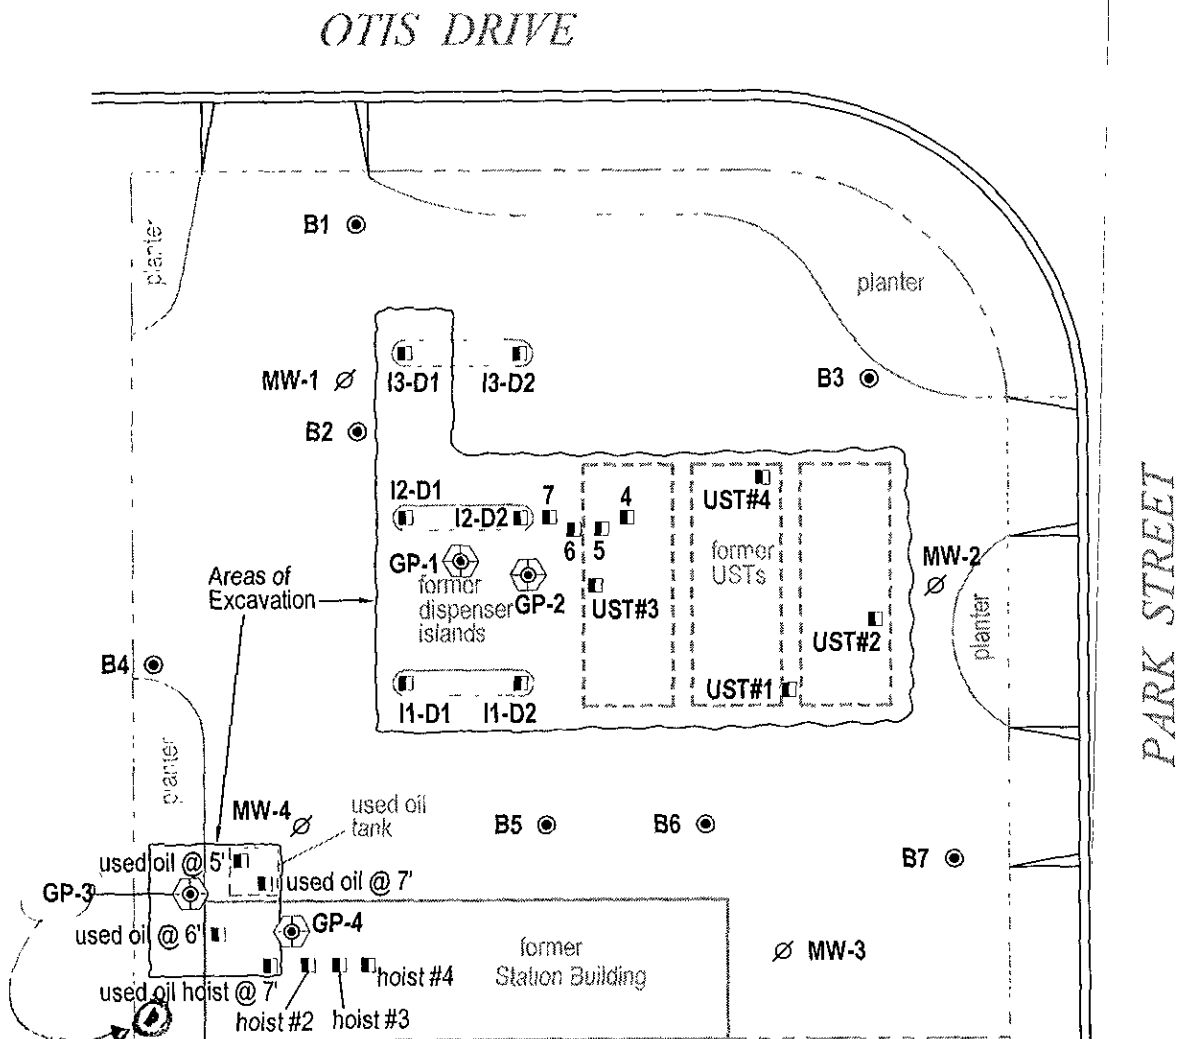 OTIS DRIVE
B1
planter
planter
MW-1
I3-D1
I3-D2
B3
B2
I2-D1
I2-D2
7
4
6
5
UST#4
GP-1
GP-2
former
dispenser
islands
UST#3
former
USTs
MW-2
UST#2
planter
PARK STREET
Areas of
Excavation
B4
UST#1
I1-D1
I1-D2
planter
MW-4
used oil
tank
B5
B6
B7
used oil @ 5'
used oil @ 7'
GP-3
used oil @ 6'
GP-4
former
Station Building
MW-3
hoist #4
used oil hoist @ 7'
hoist #2
hoist #3